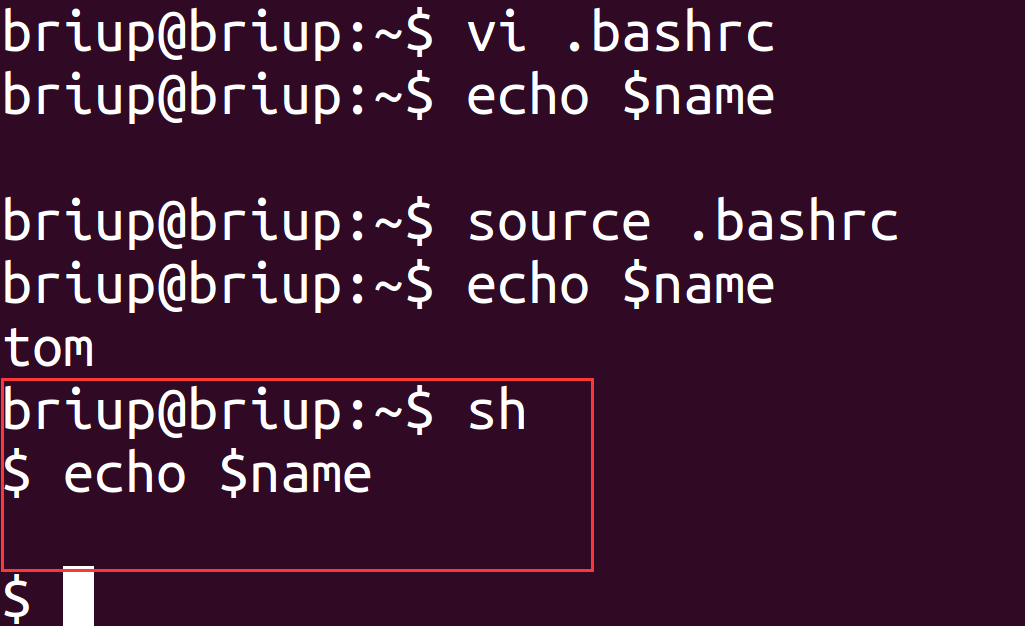 briup@briup:~$ vi .bashrc
briup@briup:~$ echo $name
briup@briup:~$ source .bashrc
briup@briup:~$ echo $name
tom
briup@briup:~$ sh
$ echo $name
$